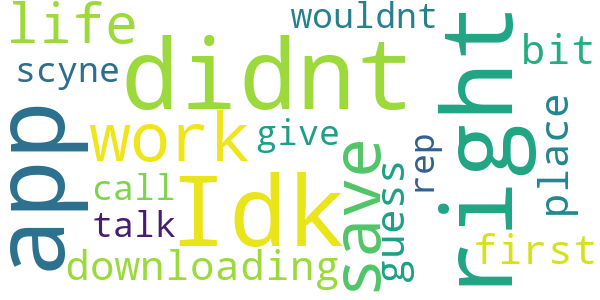 life
wouldnt
scyne
didnt
right
bit
app
work
give
save
guess
rep
place
call
Idk
talk
downloading
first